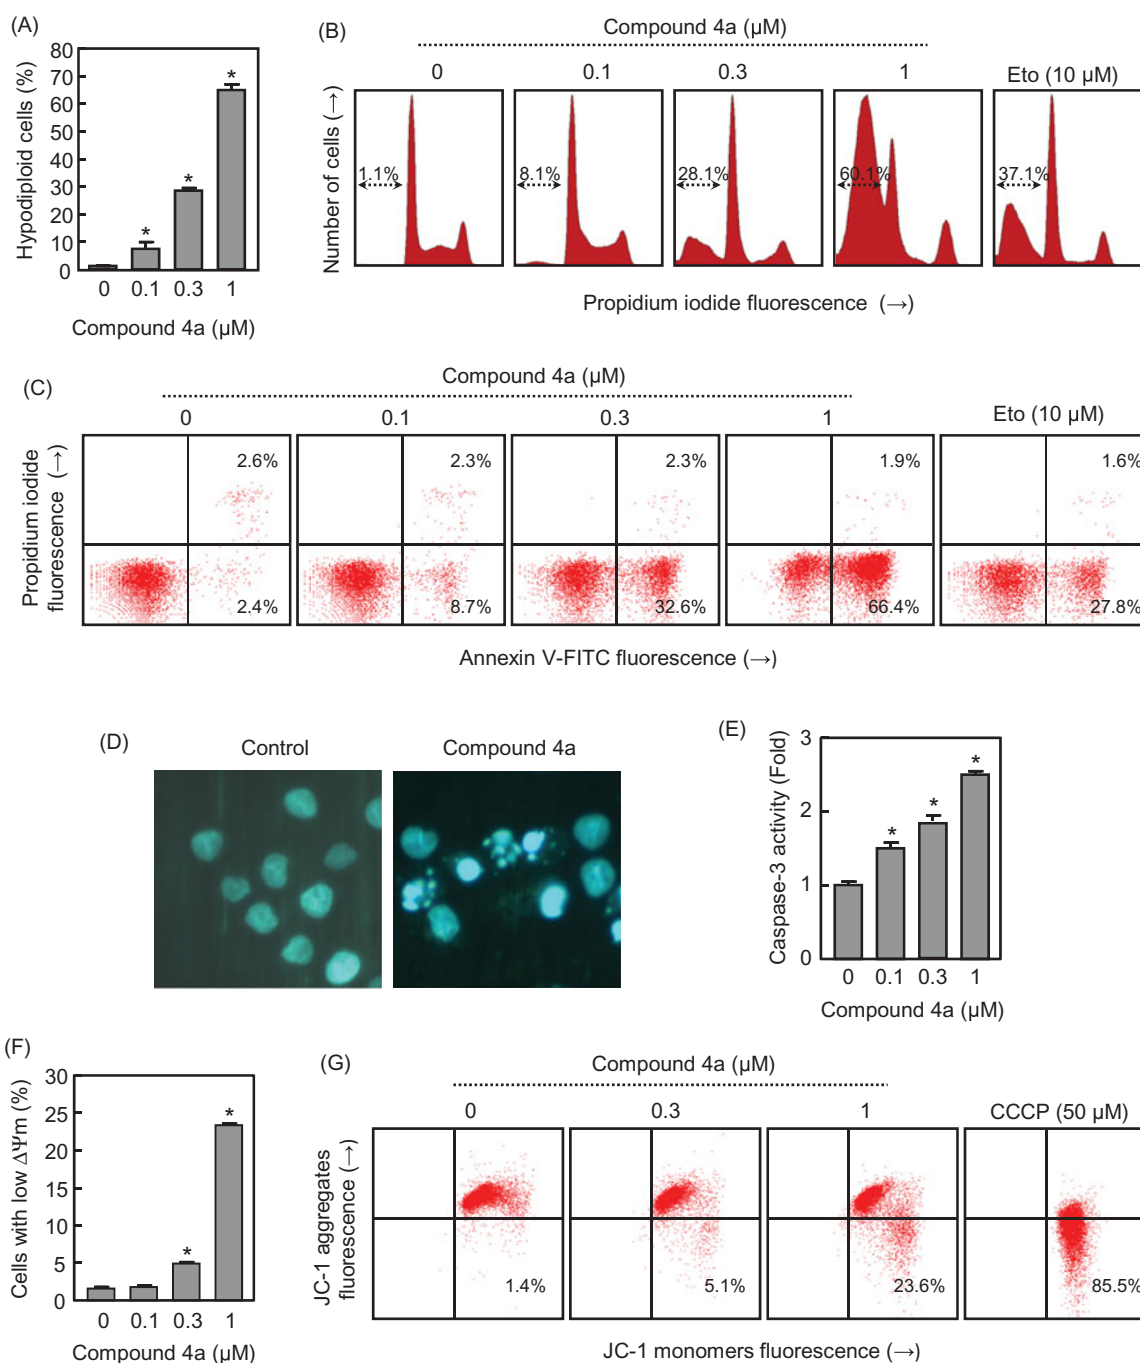 (A)
Hypodiploid cells (%)
80
70
60
50
40
30
20
10
0
*
*
*
0 0.1 0.3 1
Compound 4a (µM)
(B)
Compound 4a (µM)
0 0.1 0.3 1 Eto (10 µM)
Number of cells (→)
1.1% 8.1% 28.1% 60.1% 37.1%
Propidium iodide fluorescence (→)
(C)
Compound 4a (µM)
0 0.1 0.3 1 Eto (10 µM)
Propidium iodide
fluorescence (→)
2.6% 2.3% 2.3% 1.9% 1.6%
2.4% 8.7% 32.6% 66.4% 27.8%
Annexin V-FITC fluorescence (→)
(D)
Control Compound 4a
(E)
Caspase-3 activity (Fold)
3
2
1
0
*
*
*
0 0.1 0.3 1
Compound 4a (µM)
(F)
Cells with low ΔΨm (%)
30
25
20
15
10
5
0
*
*
0 0.1 0.3 1
Compound 4a (µM)
(G)
Compound 4a (µM)
0 0.3 1 CCCP (50 µM)
JC-1 aggregates
fluorescence (→)
1.4% 5.1% 23.6% 85.5%
JC-1 monomers fluorescence (→)